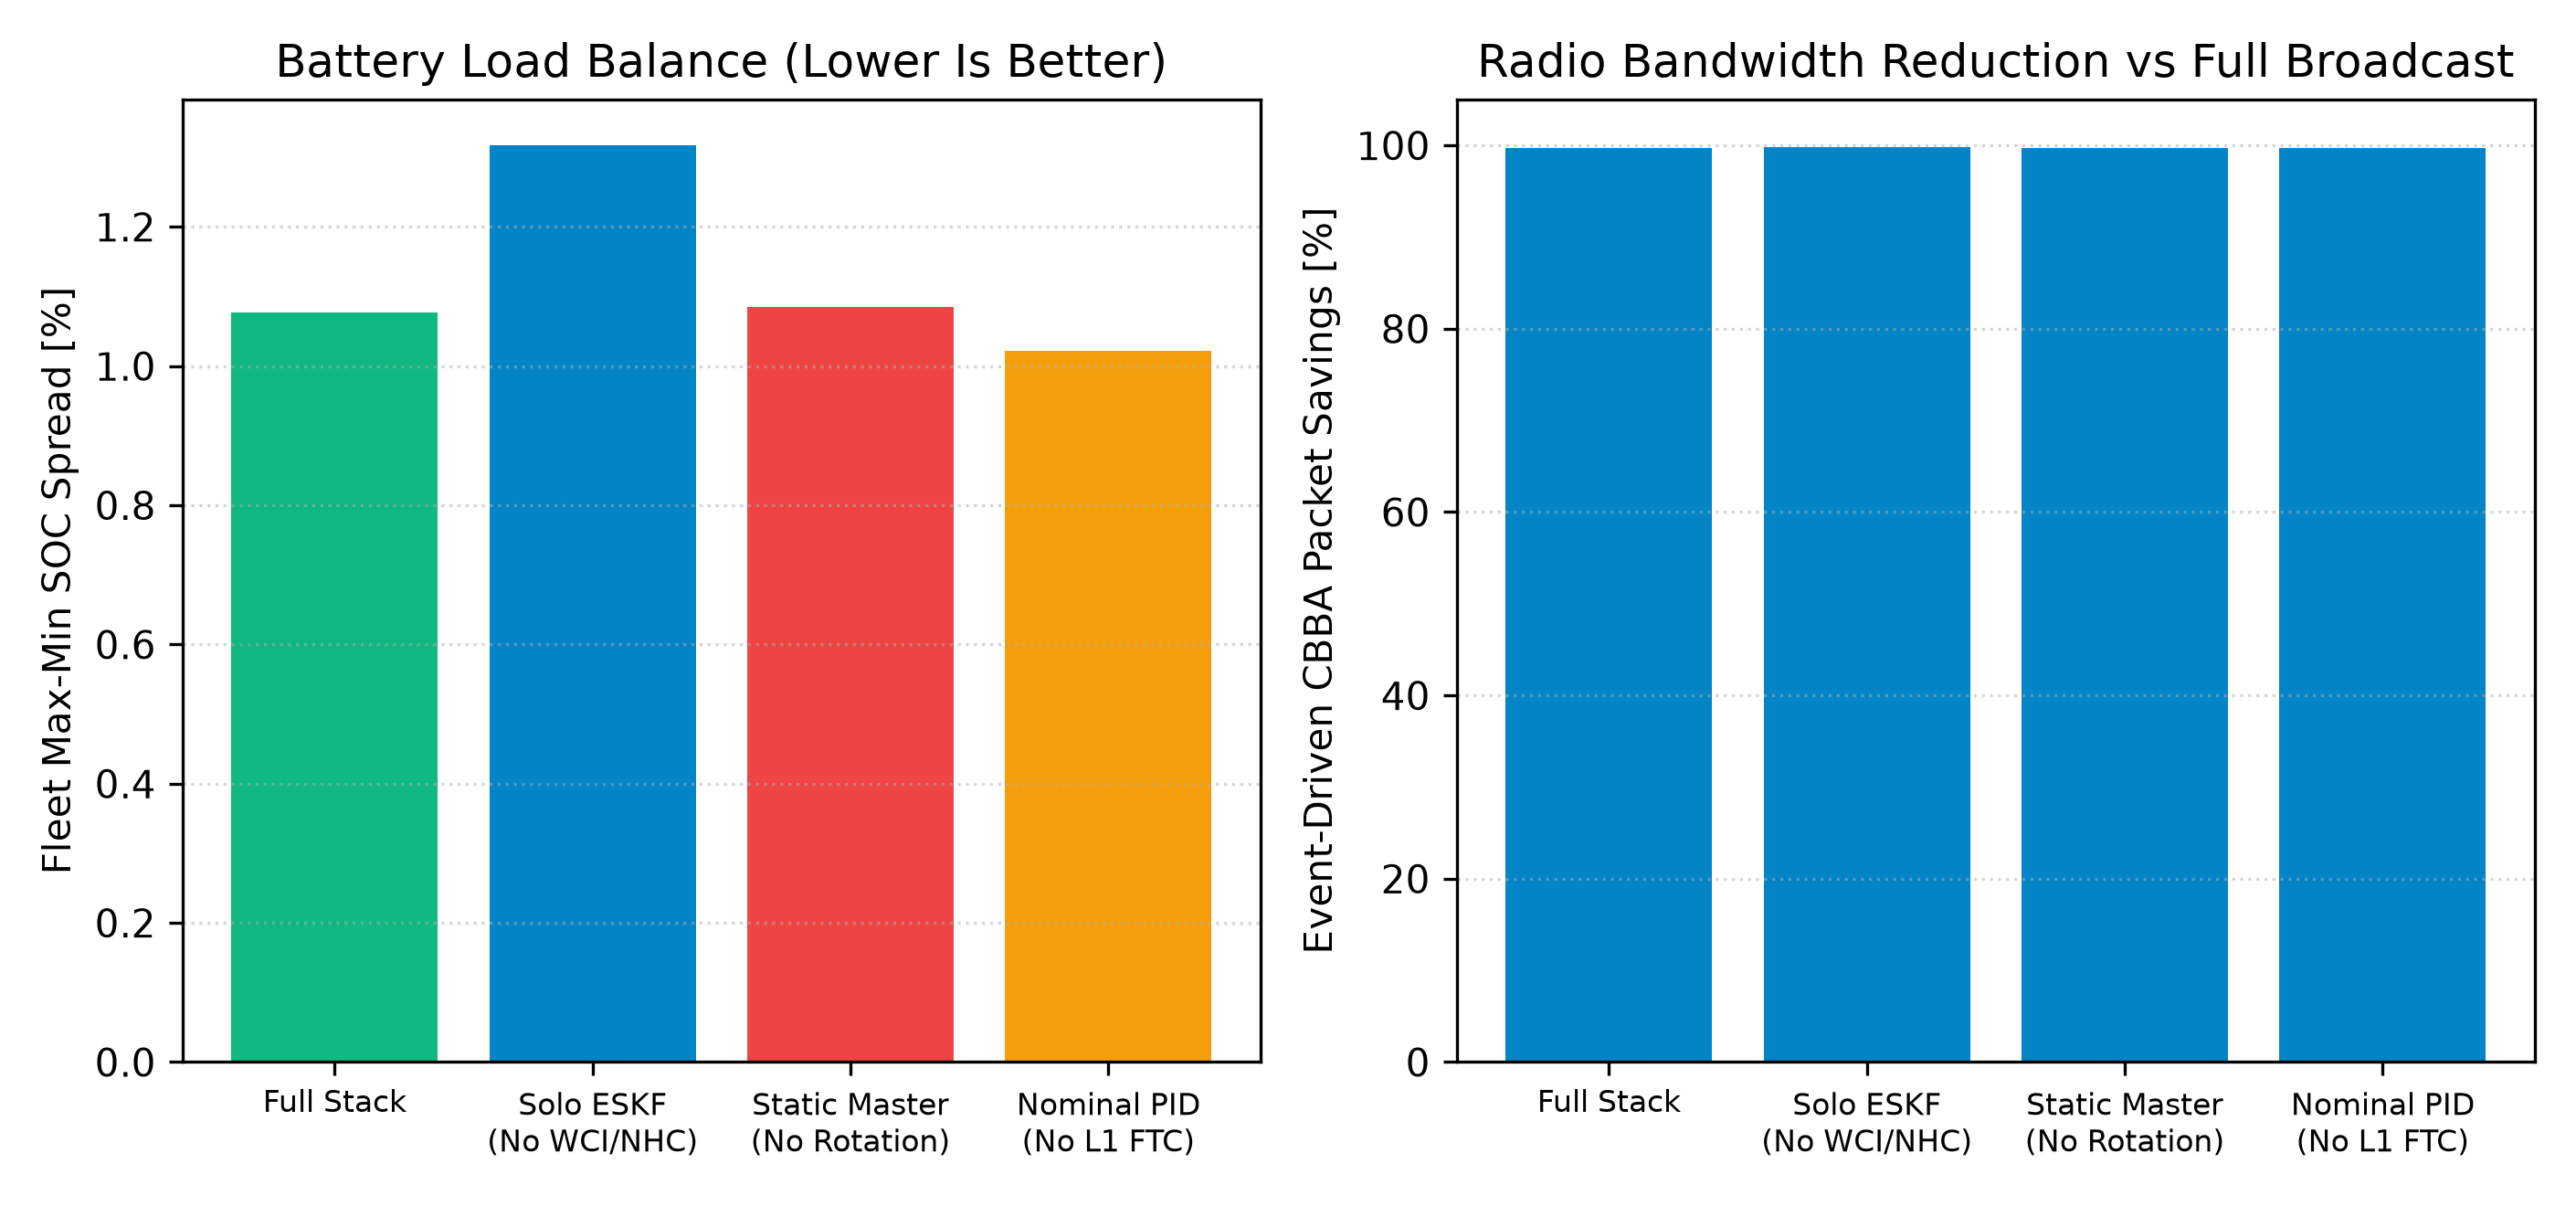 Battery Load Balance (Lower Is Better)
Fleet Max-Min SOC Spread [%]
1.2
1.0
0.8
0.6
0.4
0.2
0.0
Full Stack
Solo ESKF
(No WCI/NHC)
Static Master
(No Rotation)
Nominal PID
(No L1 FTC)
Radio Bandwidth Reduction vs Full Broadcast
Event-Driven CBBA Packet Savings [%]
100
80
60
40
20
0
Full Stack
Solo ESKF
(No WCI/NHC)
Static Master
(No Rotation)
Nominal PID
(No L1 FTC)